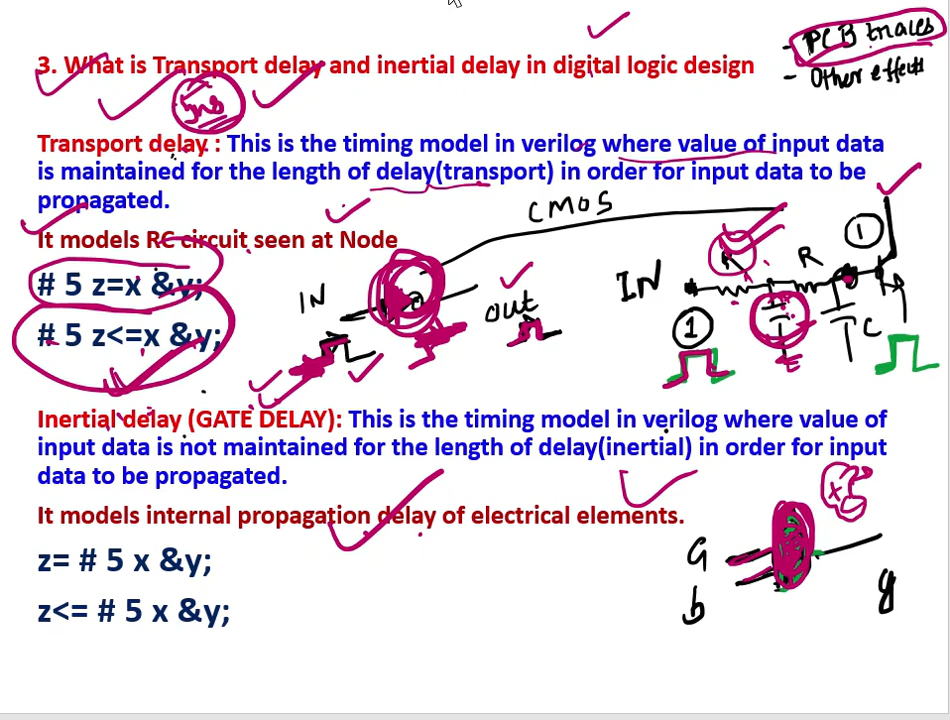 - PCB traces
- Other effects
3. What is Transport delay and inertial delay in digital logic design
5ns
Transport delay : This is the timing model in verilog where value of input data
is maintained for the length of delay(transport) in order for input data to be
propagated.
CMOS
It models RC circuit seen at Node
# 5 z=x &y;
# 5 z<=x &y;
IN
out
IN
R
R
1
1
C
Inertial delay (GATE DELAY): This is the timing model in verilog where value of
input data is not maintained for the length of delay(inertial) in order for input
data to be propagated.
It models internal propagation delay of electrical elements.
z= # 5 x &y;
z<= # 5 x &y;
x
a
b
y